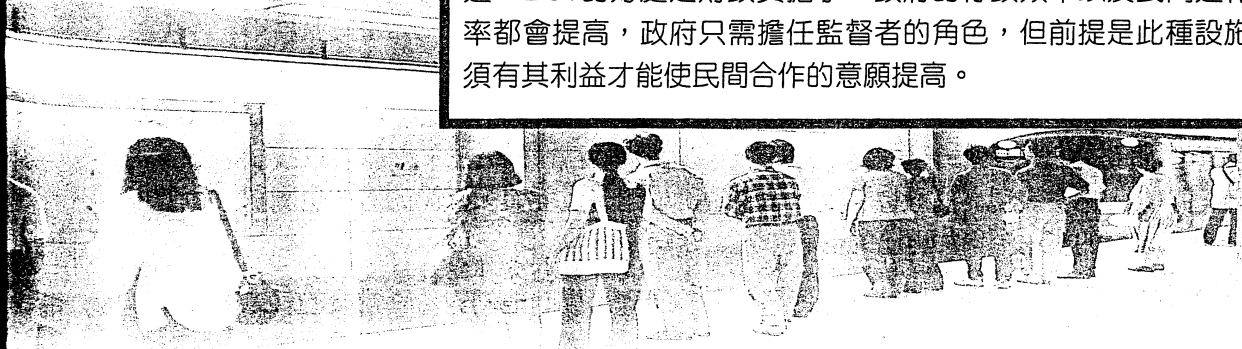 率都會提高，政府只需擔任監督者的角色，但前提是此種設施
須有其利益才能使民間合作的意願提高。